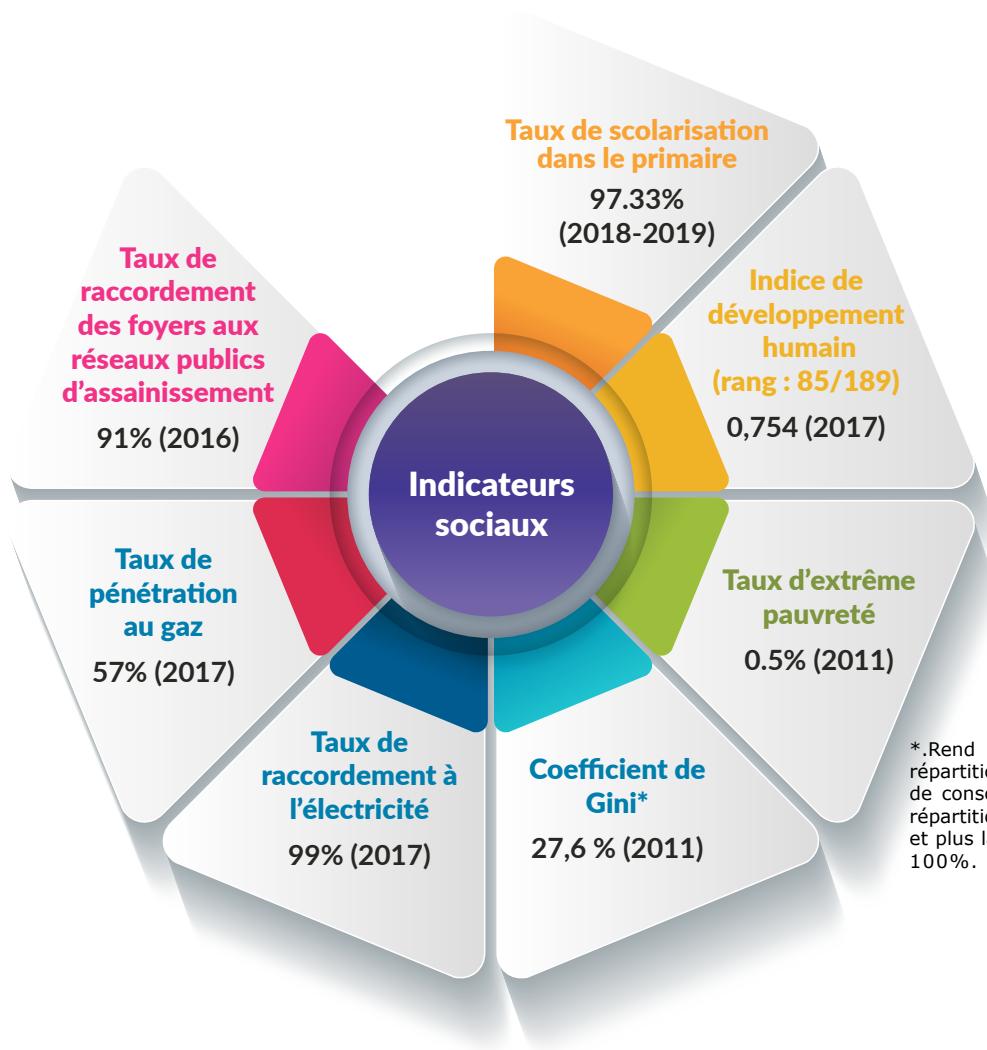 Taux de scolarisation
dans le primaire
97.33%
(2018-2019)
Indice de
développement
humain
(rang : 85/189)
0,754 (2017)
Taux d’extrême
pauvreté
0.5% (2011)
Coefficient de
Gini*
27,6 % (2011)
Taux de
raccordement à
l’électricité
99% (2017)
Taux de
pénétration
au gaz
57% (2017)
Taux de
raccordement
des foyers aux
réseaux publics
d’assainissement
91% (2016)
Indicateurs
sociaux
*.Rend
de
et plus
100%.